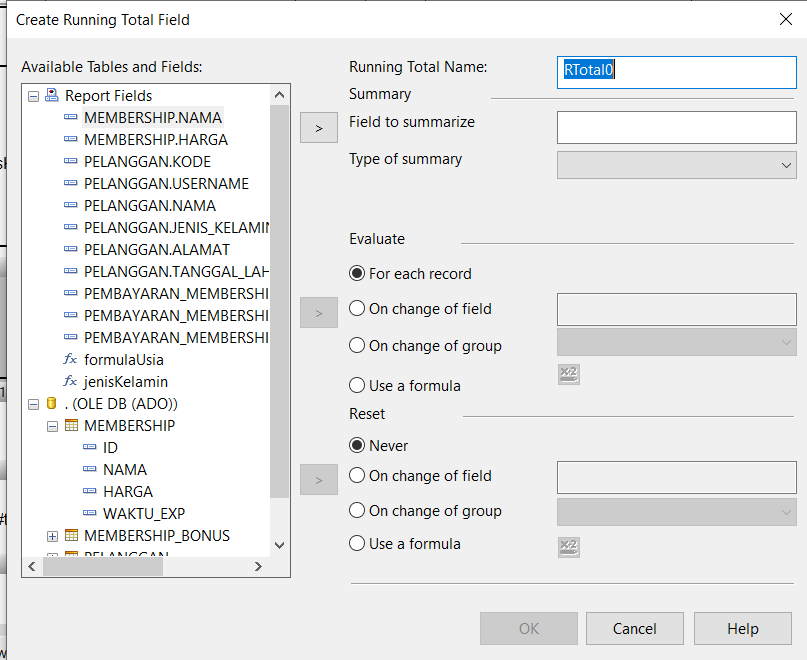 Create Running Total Field
Available Tables and Fields:
Report Fields
MEMBERSHIP.NAMA
MEMBERSHIP.HARGA
PELANGGAN.KODE
PELANGGAN.USERNAME
PELANGGAN.NAMA
PELANGGAN.JENIS_KELAMIN
PELANGGAN.ALAMAT
PELANGGAN.TANGGAL_LAH
PEMBAYARAN_MEMBERSHI
PEMBAYARAN_MEMBERSHI
PEMBAYARAN_MEMBERSHI
fx formulaUsia
fx jenisKelamin
. (OLE DB (ADO))
MEMBERSHIP
ID
NAMA
HARGA
WAKTU_EXP
MEMBERSHIP_BONUS
PELANGGAN
>
>
>
Running Total Name:
RTotal0
Summary
Field to summarize
Type of summary
Evaluate
For each record
On change of field
On change of group
Use a formula
x-2
Reset
Never
On change of field
On change of group
Use a formula
x-2
OK
Cancel
Help